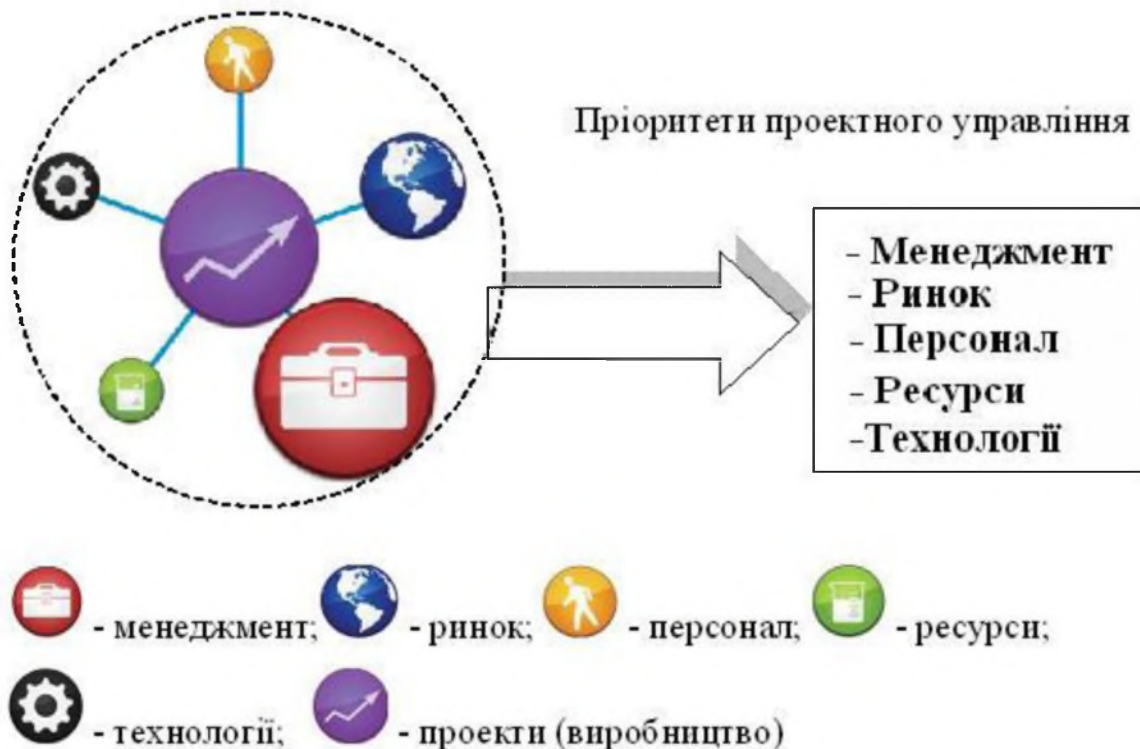 Пріоритети проектного управління
- Менеджмент
- Ринок
- Персонал
- Ресурси
-Технології
- менеджмент; - ринок; - персонал; - ресурси;
- технології; - проекти (виробництво)